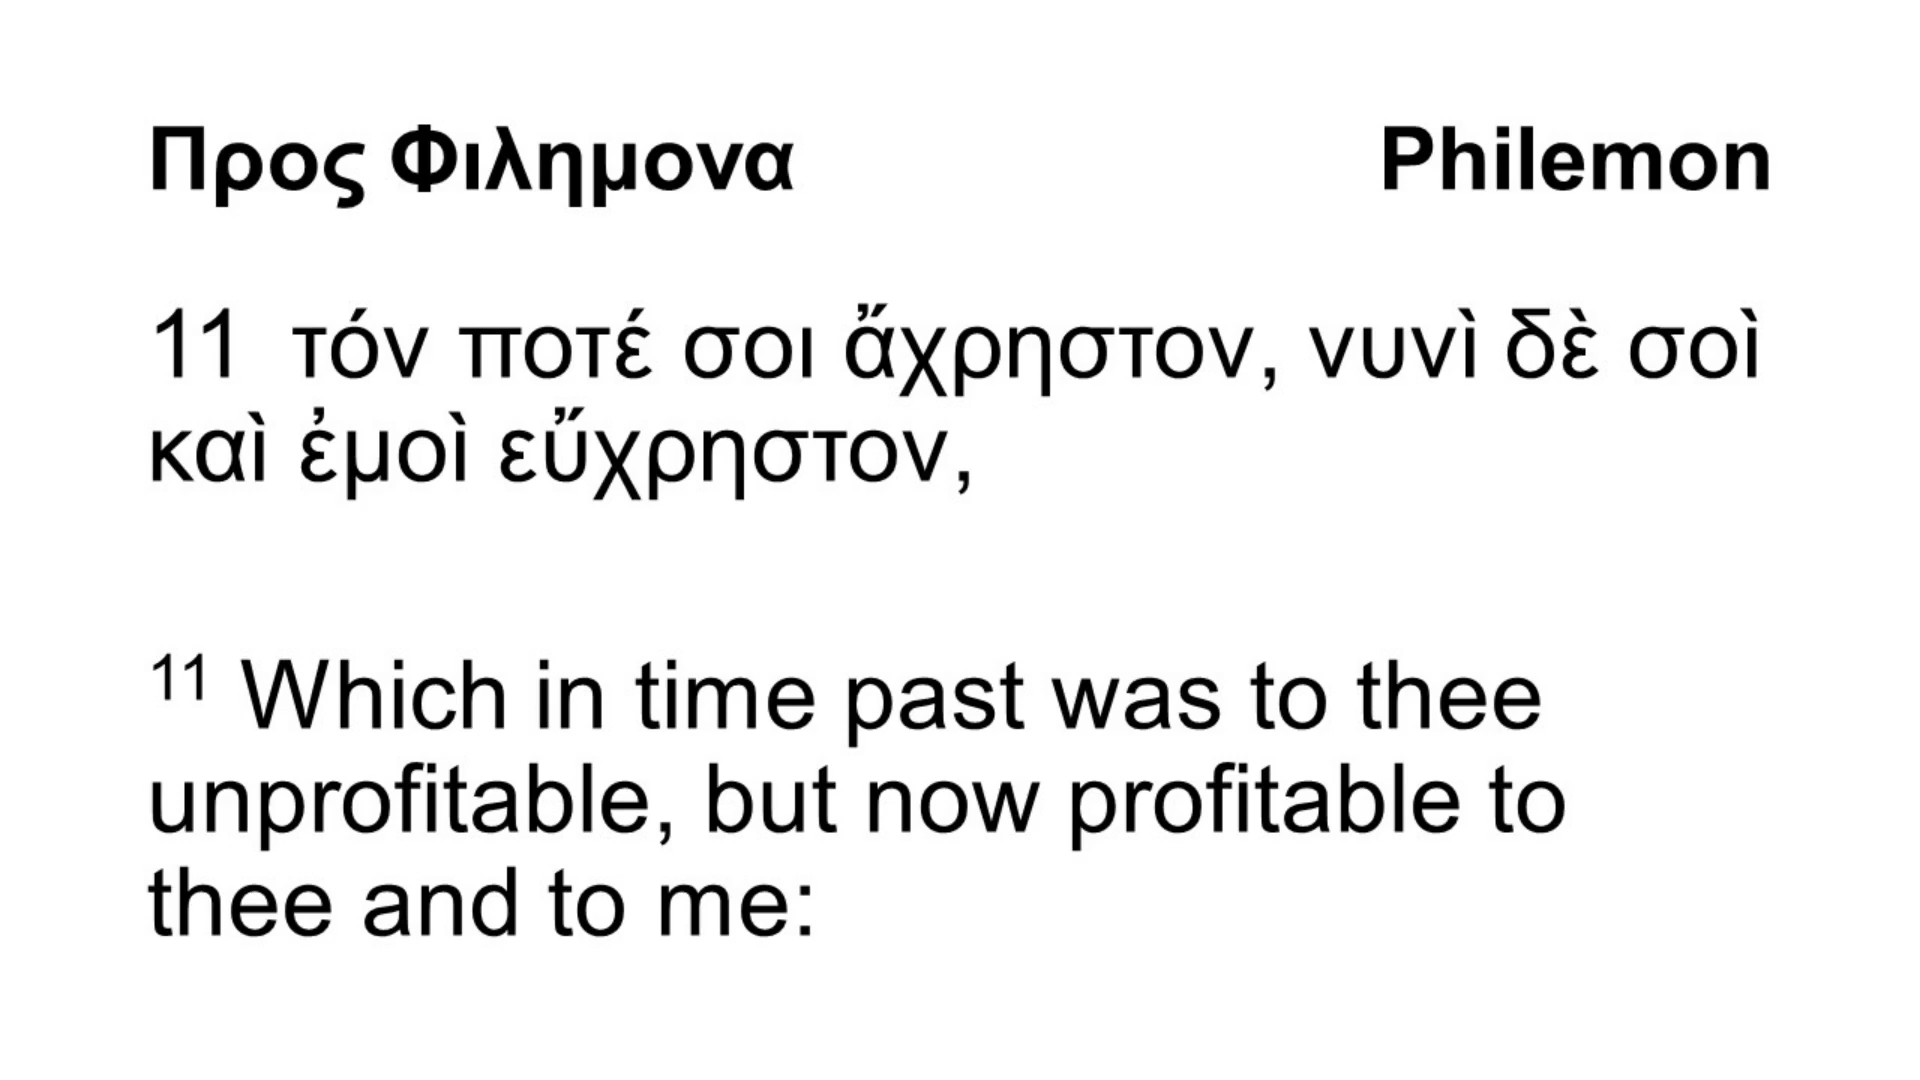 Προς Φιλημονα Philemon
11 τόν ποτέ σοι ἄχρηστον, νυνὶ δὲ σοὶ
καὶ ἐμοὶ εὔχρηστον,
11 Which in time past was to thee
unprofitable, but now profitable to
thee and to me: